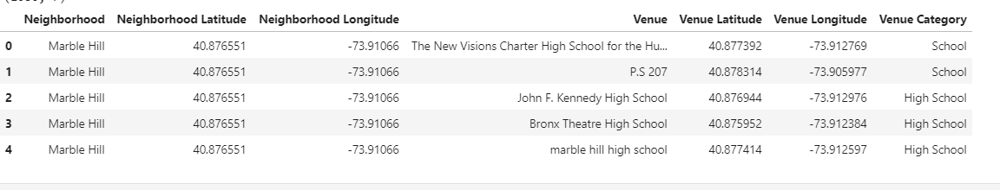 Neighborhood Neighborhood Latitude Neighborhood Longitude Venue Venue Latitude Venue Longitude Venue Category
0 Marble Hill 40.876551 -73.91066 The New Visions Charter High School for the Hu... 40.877392 -73.912769 School
1 Marble Hill 40.876551 -73.91066 P.S 207 40.878314 -73.905977 School
2 Marble Hill 40.876551 -73.91066 John F. Kennedy High School 40.876944 -73.912976 High School
3 Marble Hill 40.876551 -73.91066 Bronx Theatre High School 40.875952 -73.912384 High School
4 Marble Hill 40.876551 -73.91066 marble hill high school 40.877414 -73.912597 High School